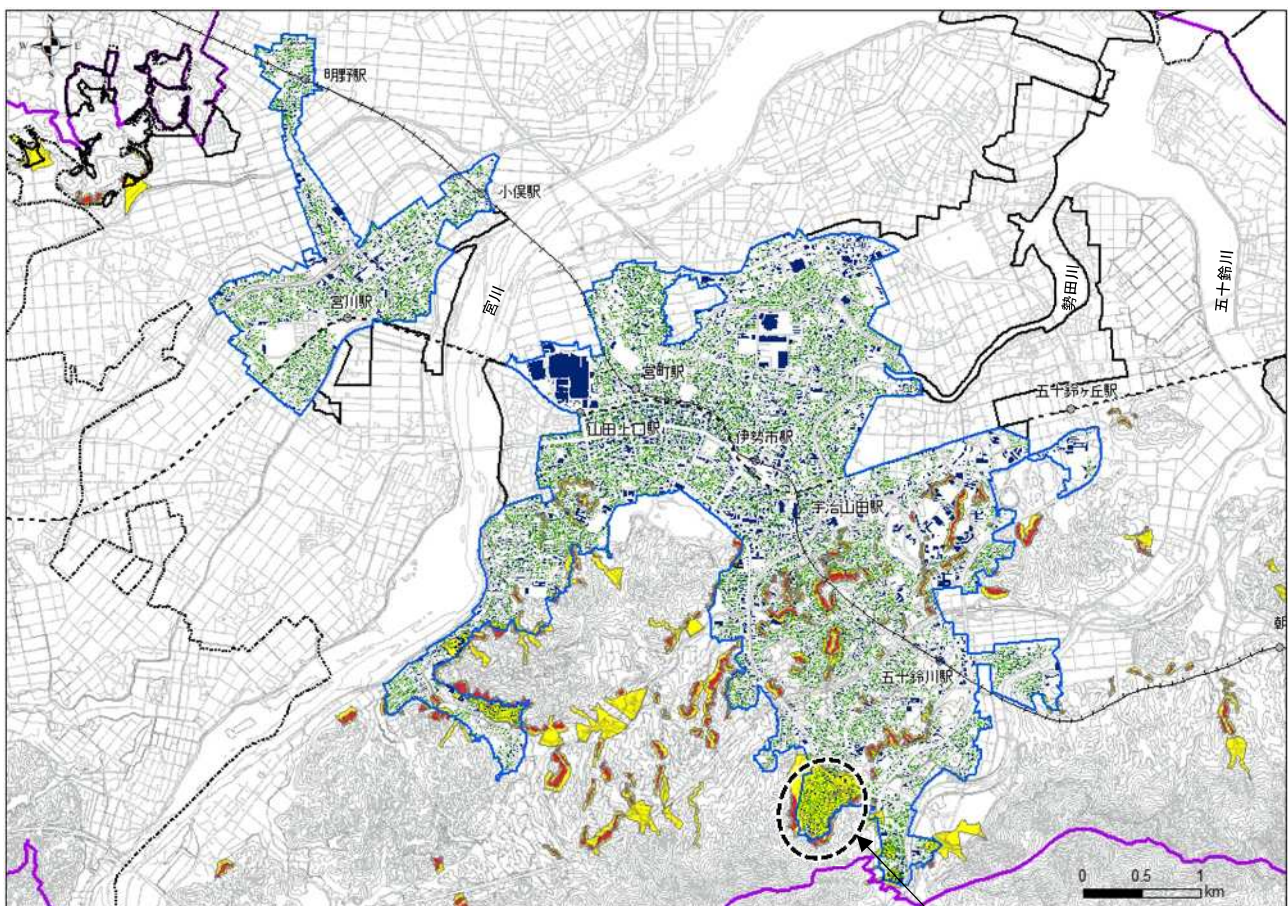 W E
明野駅
小俣駅
宮川駅
宮川
勢田川
五十鈴川
宮町駅
五十鈴ヶ丘駅
山田上口駅
伊勢市駅
宇治山田駅
朝
五十鈴川駅
0 0.5 1
km